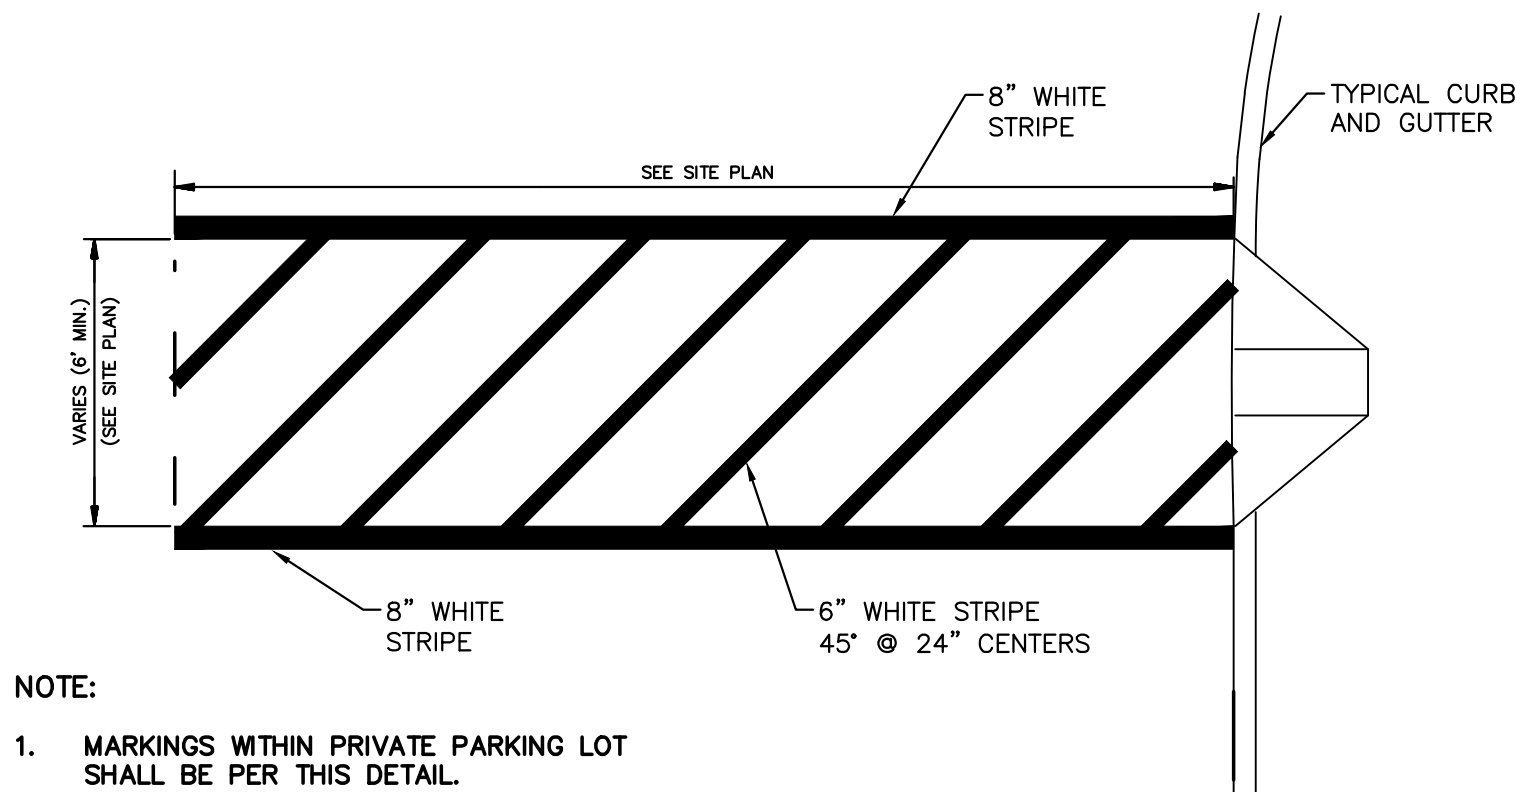 8” WHITE
STRIPE
TYPICAL CURB
AND GUTTER
SEE SITE PLAN
VARIES (6’ MIN.)
(SEE SITE PLAN)
8” WHITE
STRIPE
6” WHITE STRIPE
45° @ 24” CENTERS
NOTE:
1. MARKINGS WITHIN PRIVATE PARKING LOT
SHALL BE PER THIS DETAIL.